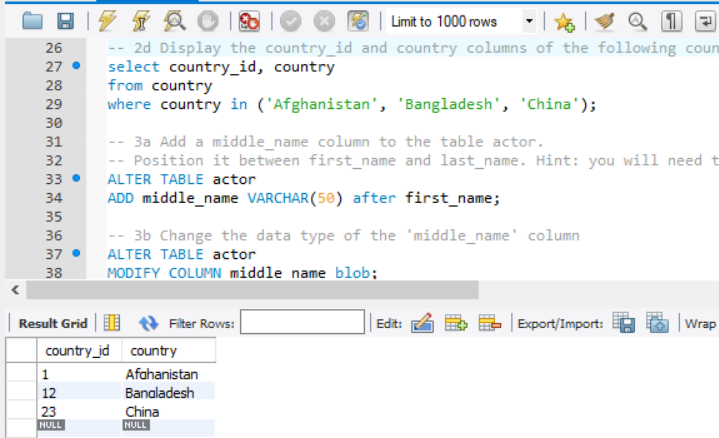 Limit to 1000 rows
26 -- 2d Display the country_id and country columns of the following coun
27 select country_id, country
28 from country
29 where country in ('Afghanistan', 'Bangladesh', 'China');
30
31 -- 3a Add a middle_name column to the table actor.
32 -- Position it between first_name and last_name. Hint: you will need t
33 ALTER TABLE actor
34 ADD middle_name VARCHAR(50) after first_name;
35
36 -- 3b Change the data type of the 'middle_name' column
37 ALTER TABLE actor
38 MODIFY COLUMN middle_name blob;
Result Grid Filter Rows: Edit: Export/Import: Wrap
country_id country
1 Afghanistan
12 Bangladesh
23 China
NULL NULL